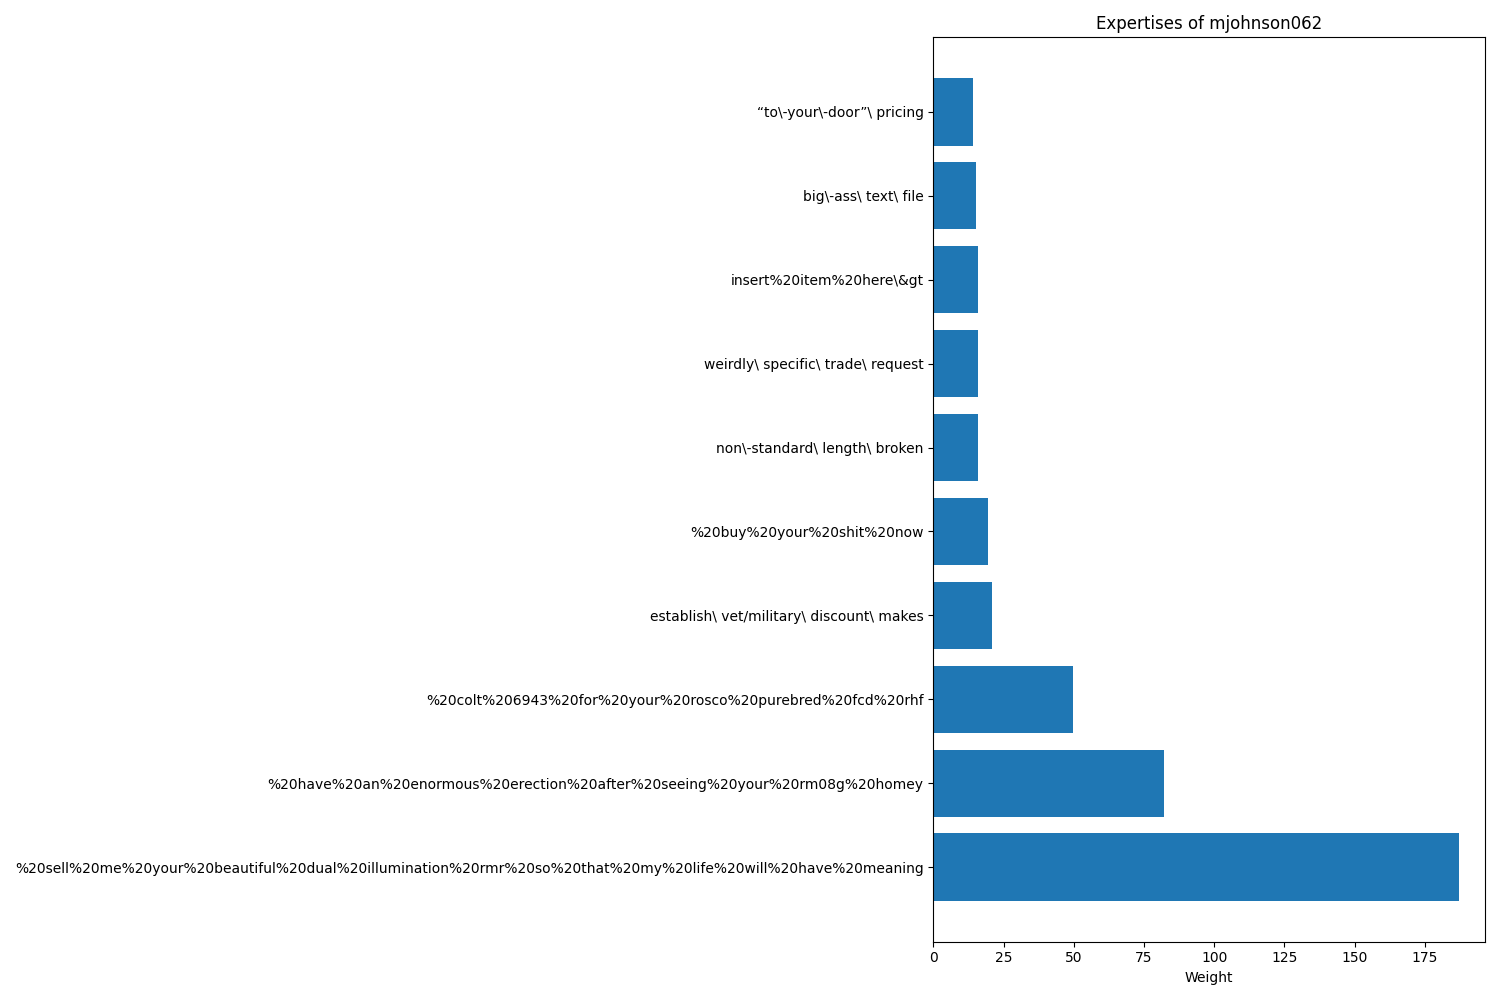 Expertises of mjohnson062
“to\-your\-door”\ pricing
big\-ass\ text\ file
insert%20item%20here\&gt
weirdly\ specific\ trade\ request
non\-standard\ length\ broken
%20buy%20your%20shit%20now
establish\ vet/military\ discount\ makes
%20colt%206943%20for%20your%20rosco%20purebred%20fcd%20rhf
%20have%20an%20enormous%20erection%20after%20seeing%20your%20rm08g%20homey
%20sell%20me%20your%20beautiful%20dual%20illumination%20rmr%20so%20that%20my%20life%20will%20have%20meaning
0 25 50 75 100 125 150 175
Weight